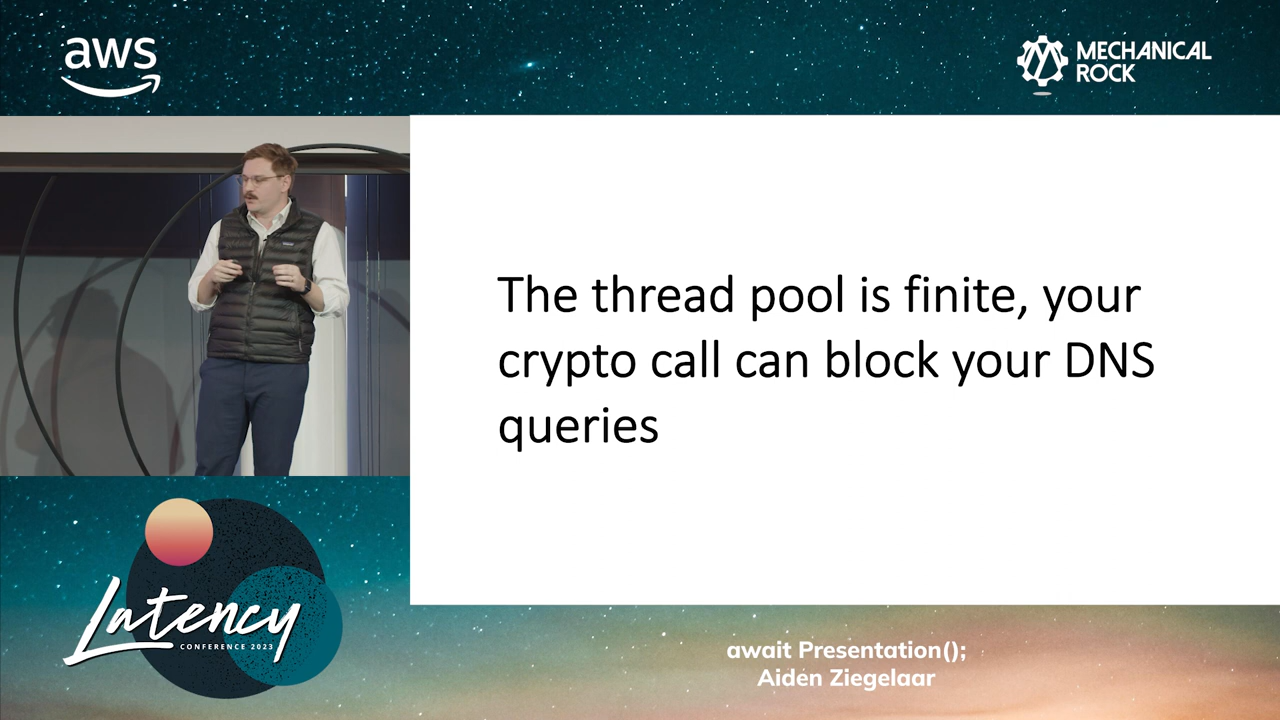 aws
MECHANICAL
ROCK
The thread pool is finite, your
crypto call can block your DNS
queries
Latency
CONFERENCE 2023
await Presentation();
Aiden Ziegelaar